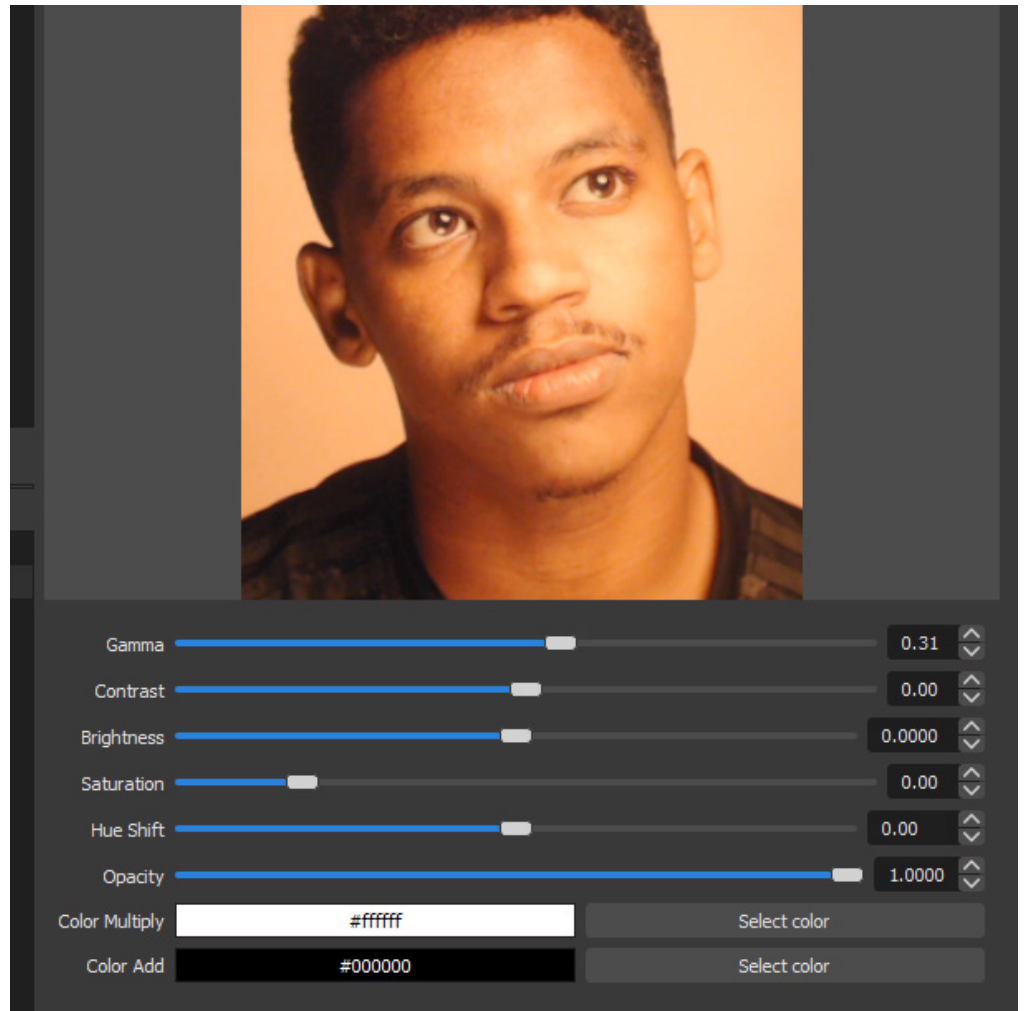 Gamma 0.31
Contrast 0.00
Brightness 0.0000
Saturation 0.00
Hue Shift 0.00
Opacity 1.0000
Color Multiply #ffffff Select color
Color Add #000000 Select color